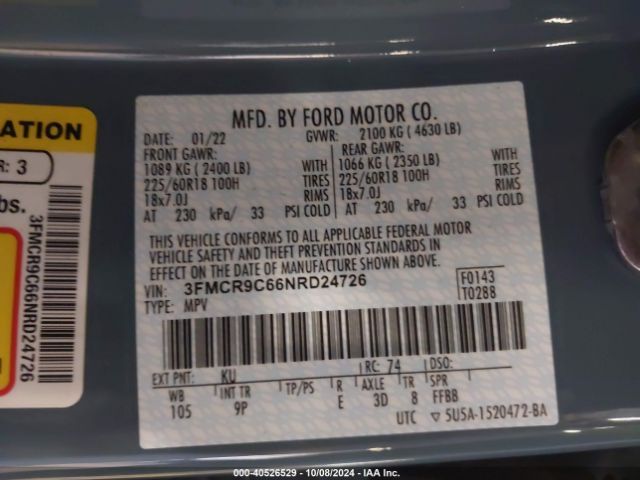 ATION
R: 3
bs.
3FMCR9C66NRD24726
MFD. BY FORD MOTOR CO.
DATE: 01/22 GVWR: 2100 KG ( 4630 LB)
FRONT GAWR: REAR GAWR:
1089 KG ( 2400 LB) WITH 1066 KG ( 2350 LB) WITH
225/60R18 100H TIRES 225/60R18 100H TIRES
18x7.0J RIMS 18x7.0J RIMS
AT 230 kPa/ 33 PSI COLD AT 230 kPa/ 33 PSI COLD
THIS VEHICLE CONFORMS TO ALL APPLICABLE FEDERAL MOTOR
VEHICLE SAFETY AND THEFT PREVENTION STANDARDS IN
EFFECT ON THE DATE OF MANUFACTURE SHOWN ABOVE.
VIN: 3FMCR9C66NRD24726 F0143
TYPE: MPV T0288
EXT PNT: KU RC: 74 DSO:
WB INT TR TP/PS R AXLE TR SPR
105 9P E 3D 8 FFBB
UTC ▽ 5U5A-1520472-BA
000-40526529 - 10/08/2024 - IAA Inc.